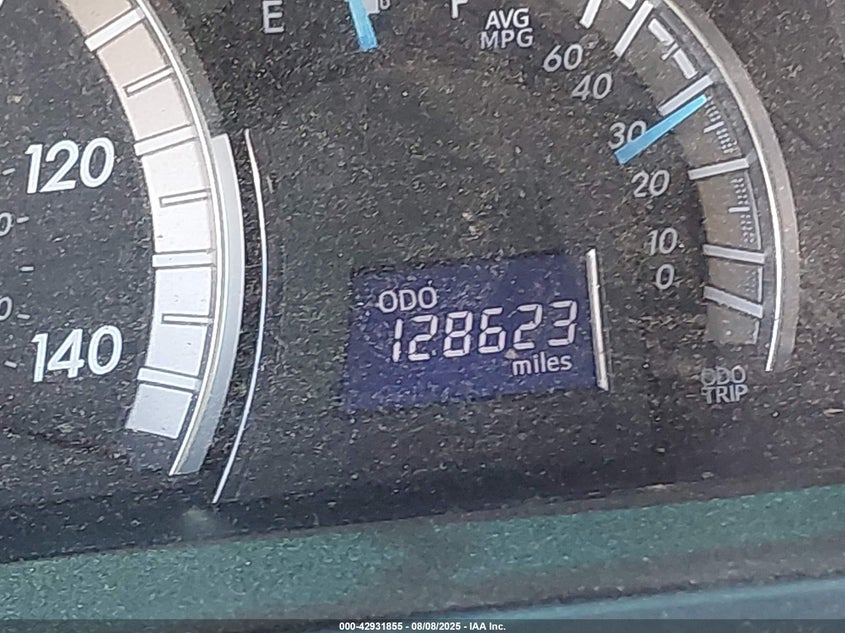 E
F
AVG
MPG
60
40
30
20
10
0
120
140
ODO
128623
miles
ODO
TRIP
000-42931855 - 08/08/2025 - IAA Inc.